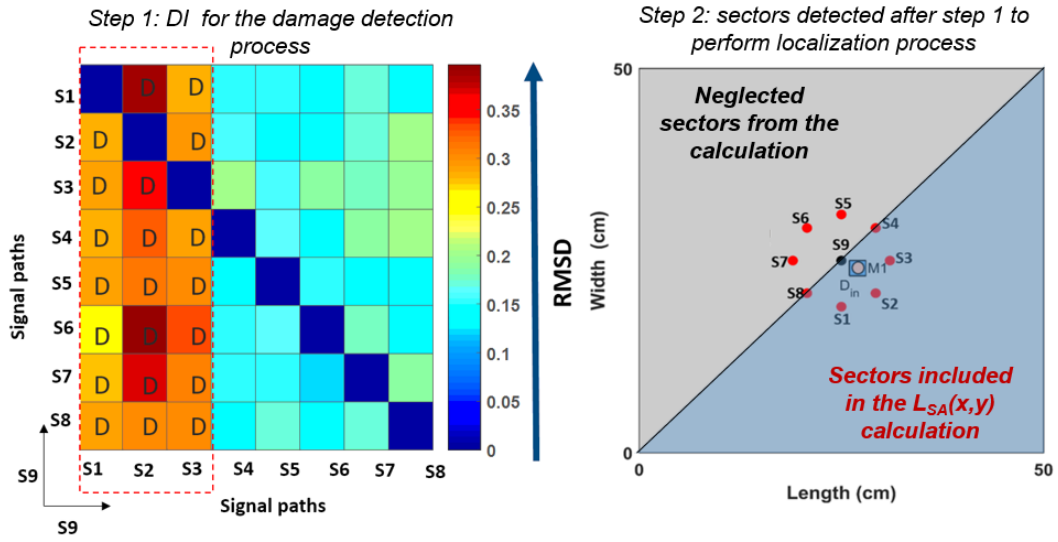 Step 1: DI for the damage detection
process
S1
S2
S3
S4
S5
S6
S7
S8
Signal paths
D D
D D
D D
D D D
D D D
D D D
D D D
D D D
S1 S2 S3 S4 S5 S6 S7 S8
Signal paths
S9
S9
0.35
0.3
0.25
0.2
0.15
0.1
0.05
0
RMSD
Step 2: sectors detected after step 1 to
perform localization process
50
Neglected
sectors from the
calculation
S5
S6 S4
S9
S7 S3
M1
D in
S8 S2
S1
Sectors included
in the LSA(x,y)
calculation
Width (cm)
0
0 50
Length (cm)